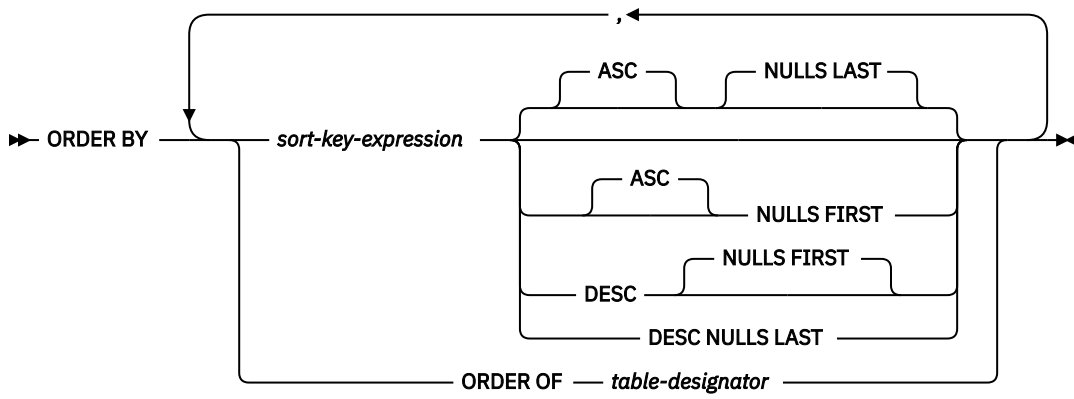 ,
ASC NULLS LAST
ORDER BY sort-key-expression
ASC
NULLS FIRST
NULLS FIRST
DESC
DESC NULLS LAST
ORDER OF table-designator